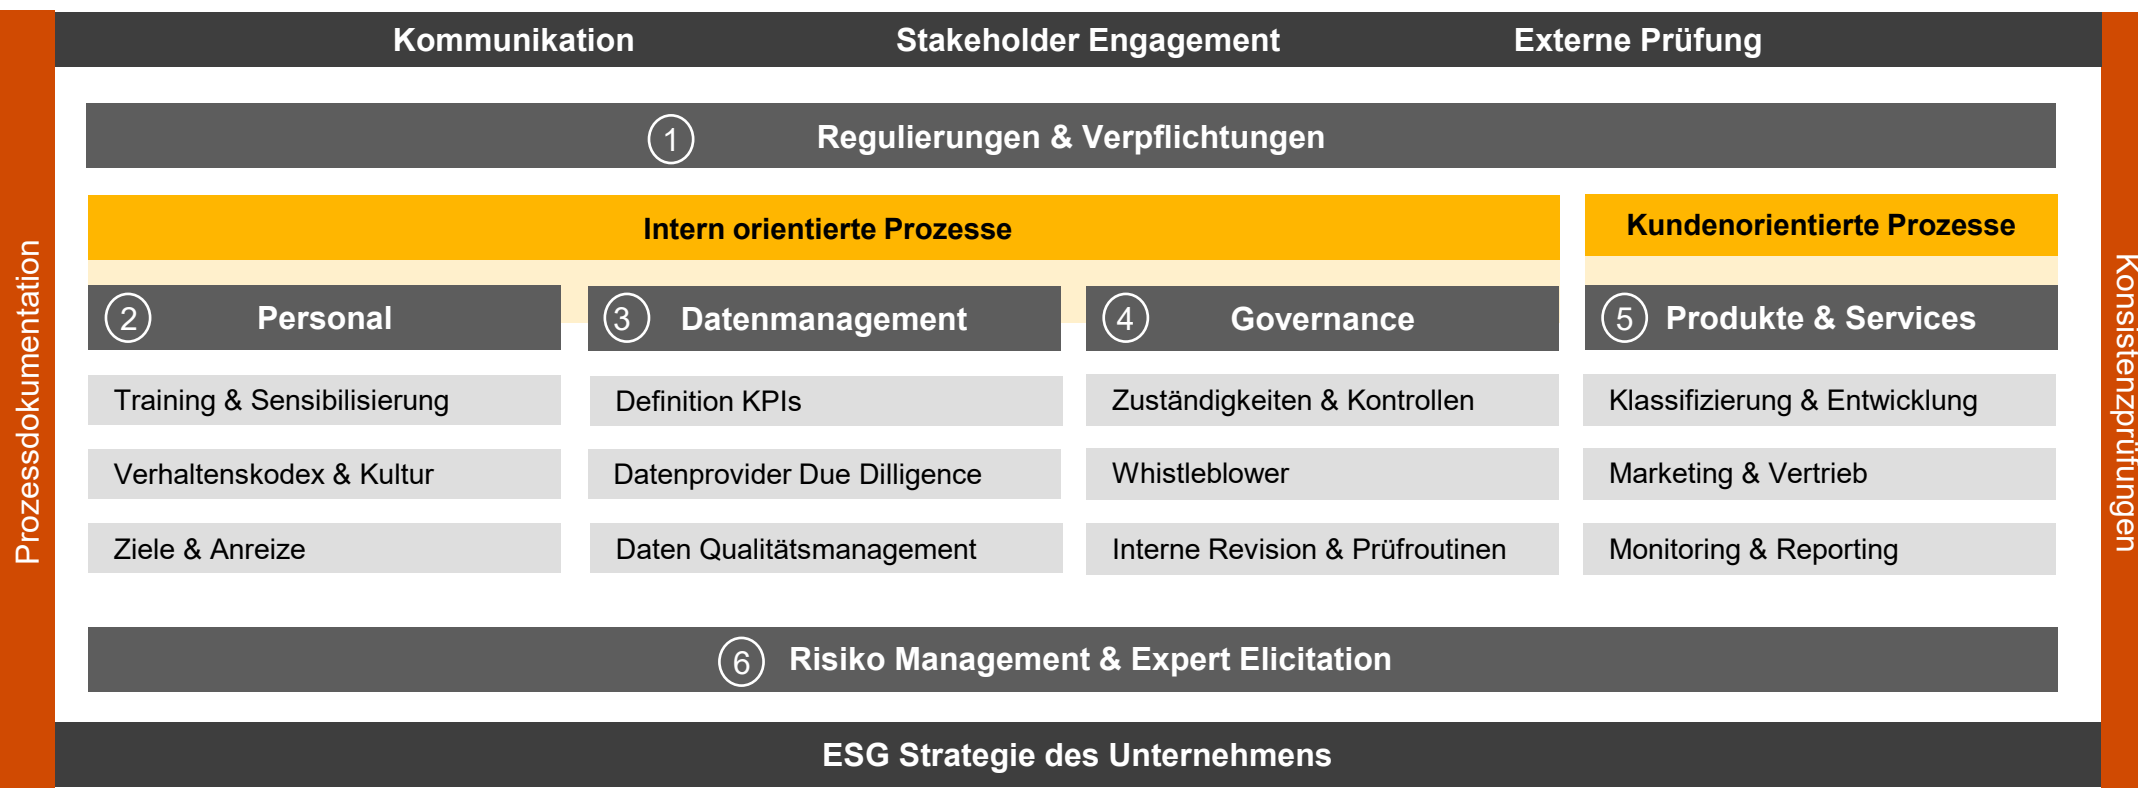 Kommunikation
Stakeholder Engagement
Externe Prüfung
Prozessdokumentation
1
Regulierungen & Verpflichtungen
Intern orientierte Prozesse
Kundenorientierte Prozesse
2
Personal
3
Datenmanagement
4
Governance
5
Produkte & Services
Training & Sensibilisierung
Definition KPIs
Zuständigkeiten & Kontrollen
Klassifizierung & Entwicklung
Verhaltenskodex & Kultur
Datenprovider Due Dilligence
Whistleblower
Marketing & Vertrieb
Ziele & Anreize
Daten Qualitätsmanagement
Interne Revision & Prüfroutinen
Monitoring & Reporting
6
Risiko Management & Expert Elicitation
ESG Strategie des Unternehmens
Konsistenzprüfungen